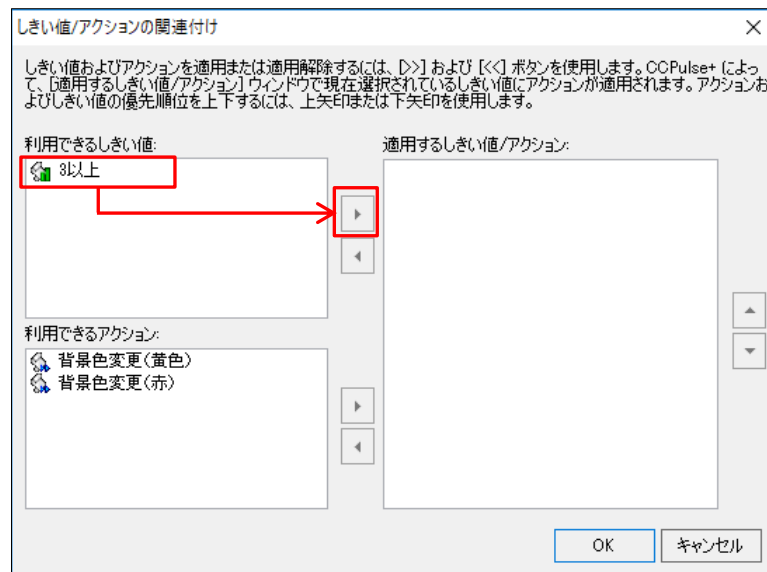 しきい値/アクションの関連付け
しきい値およびアクションを適用または適用解除するには、[>>] および [<<] ボタンを使用します。CCPulse+ によっ
て、[適用するしきい値/アクション] ウィンドウで現在選択されているしきい値にアクションが適用されます。アクションお
よびしきい値の優先順位を上下するには、上矢印または下矢印を使用します。
利用できるしきい値:
適用するしきい値/アクション:
3以上
利用できるアクション:
背景色変更(黄色)
背景色変更(赤)
OK
キャンセル